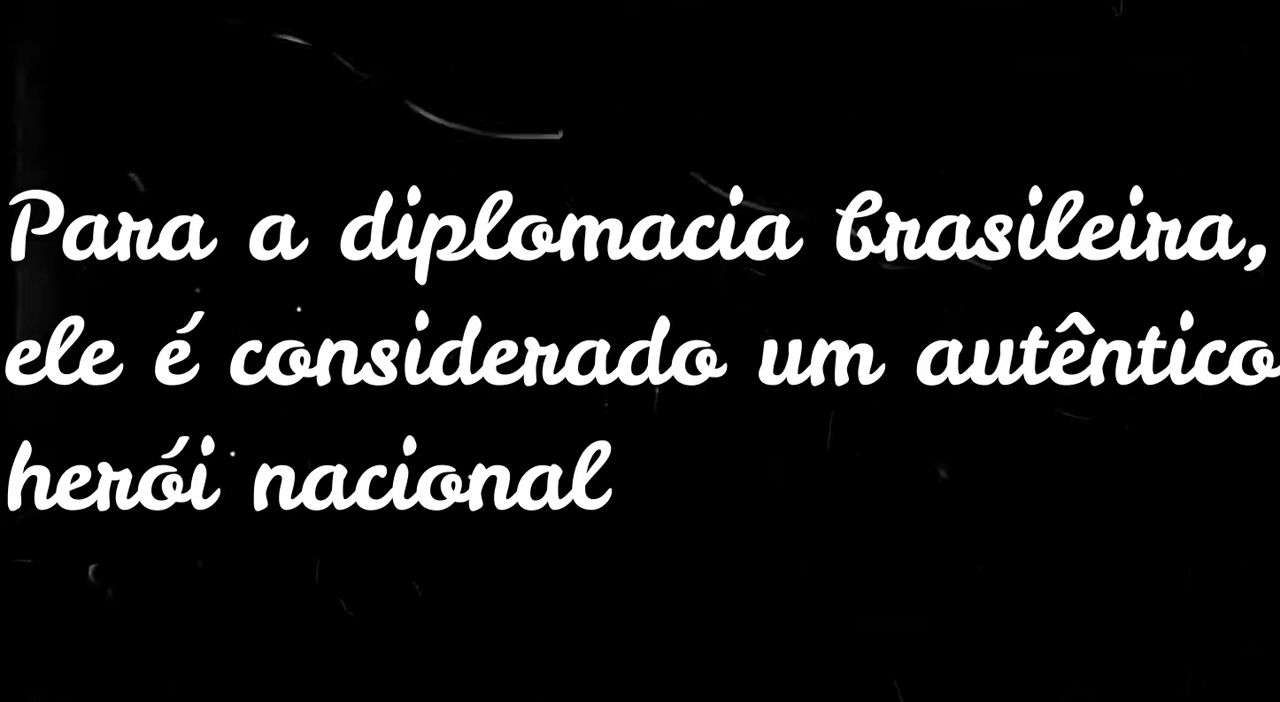 Para a diplomacia brasileira,
ele é considerado um autêntico
herói nacional